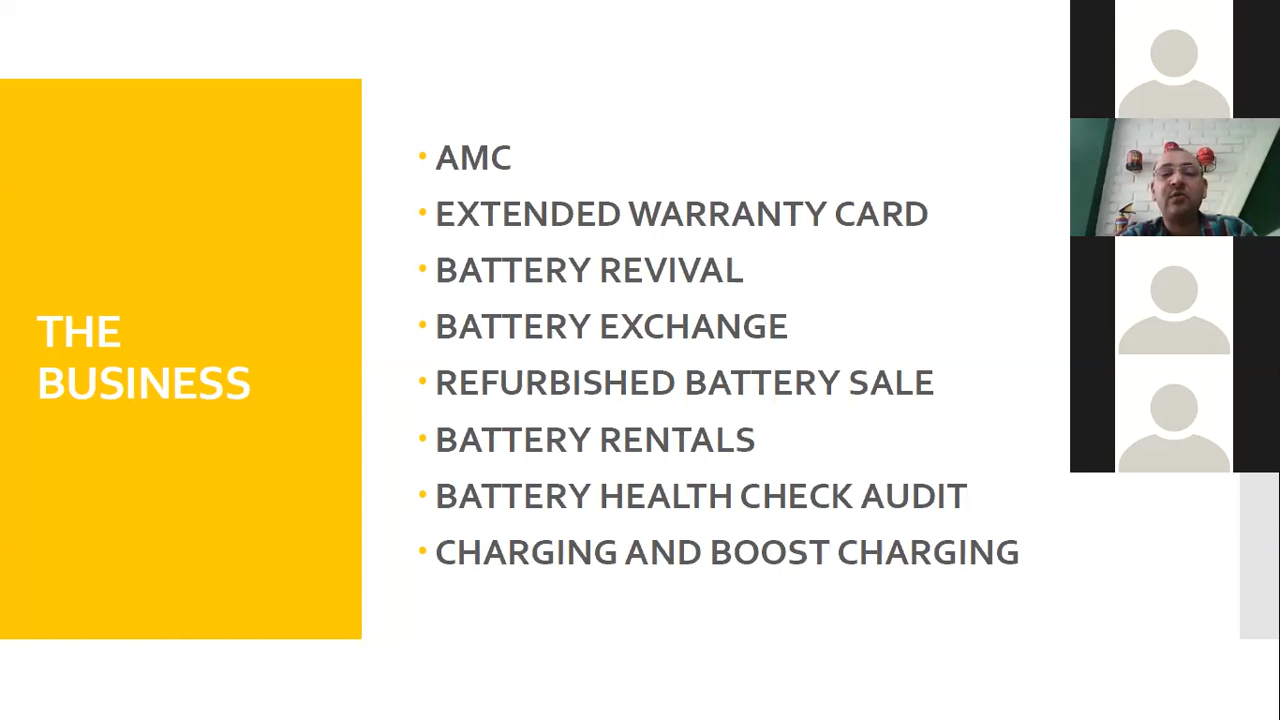 THE
BUSINESS
• AMC
• EXTENDED WARRANTY CARD
• BATTERY REVIVAL
• BATTERY EXCHANGE
• REFURBISHED BATTERY SALE
• BATTERY RENTALS
• BATTERY HEALTH CHECK AUDIT
• CHARGING AND BOOST CHARGING